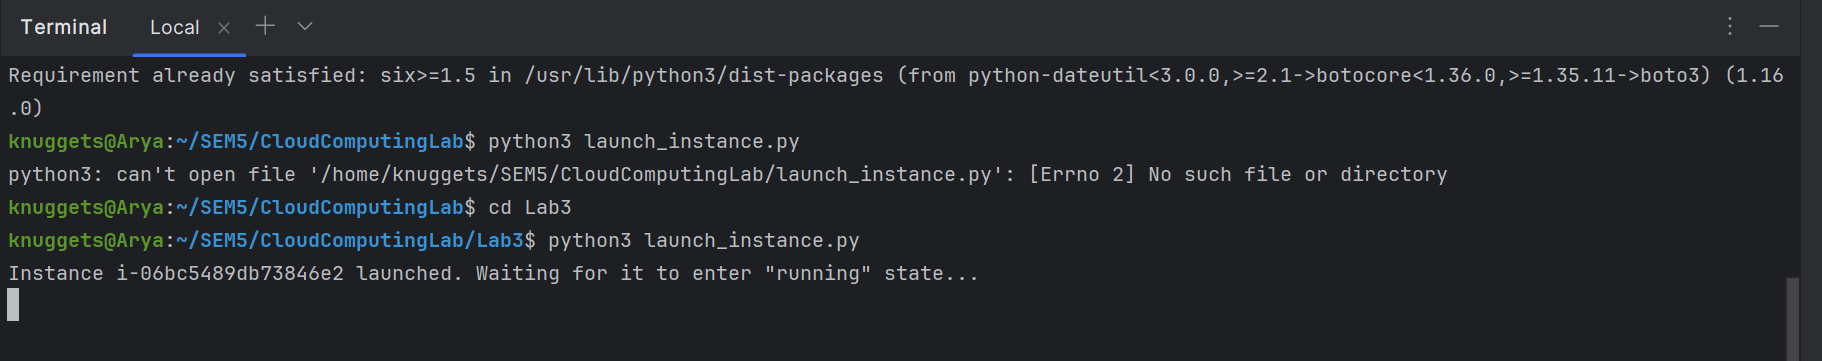 Terminal Local
Requirement already satisfied: six>=1.5 in /usr/lib/python3/dist-packages (from python-dateutil<3.0.0,>=2.1->botocore<1.36.0,>=1.35.11->boto3) (1.16
.0)
knuggets@Arya:~/SEM5/CloudComputingLab$ python3 launch_instance.py
python3: can't open file '/home/knuggets/SEM5/CloudComputingLab/launch_instance.py': [Errno 2] No such file or directory
knuggets@Arya:~/SEM5/CloudComputingLab$ cd Lab3
knuggets@Arya:~/SEM5/CloudComputingLab/Lab3$ python3 launch_instance.py
Instance i-06bc5489db73846e2 launched. Waiting for it to enter "running" state...